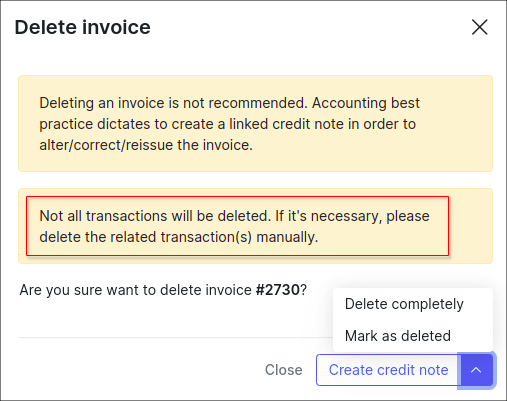 Delete invoice
Deleting an invoice is not recommended. Accounting best
practice dictates to create a linked credit note in order to
alter/correct/reissue the invoice.
Not all transactions will be deleted. If it's necessary, please
delete the related transaction(s) manually.
Are you sure want to delete invoice #2730?
Delete completely
Mark as deleted
Close
Create credit note